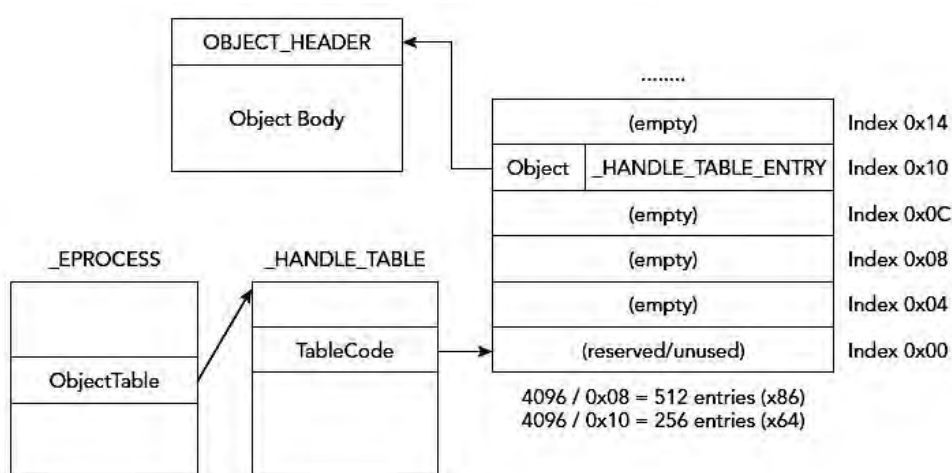 OBJECT_HEADER
Object Body
........
(empty) Index 0x14
Object _HANDLE_TABLE_ENTRY Index 0x10
(empty) Index 0x0C
(empty) Index 0x08
(empty) Index 0x04
(reserved/unused) Index 0x00
4096 / 0x08 = 512 entries (x86)
4096 / 0x10 = 256 entries (x64)
_EPROCESS
ObjectTable
_HANDLE_TABLE
TableCode